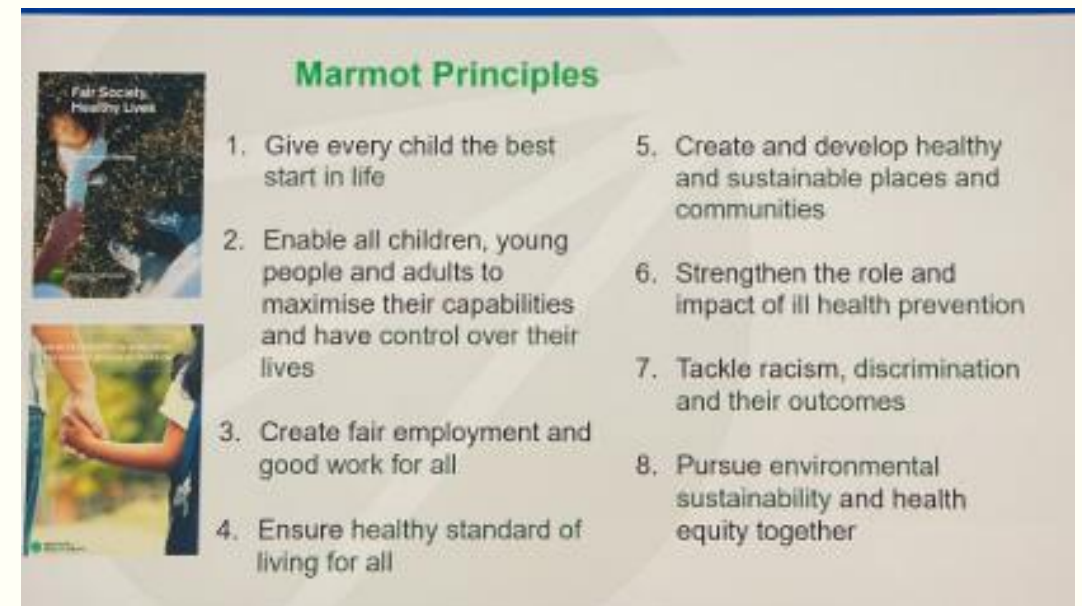 Marmot Principles
Fair Society,
Healthy Lives
1. Give every child the best
start in life
2. Enable all children, young
people and adults to
maximise their capabilities
and have control over their
lives
3. Create fair employment and
good work for all
4. Ensure healthy standard of
living for all
5. Create and develop healthy
and sustainable places and
communities
6. Strengthen the role and
impact of ill health prevention
7. Tackle racism, discrimination
and their outcomes
8. Pursue environmental
sustainability and health
equity together